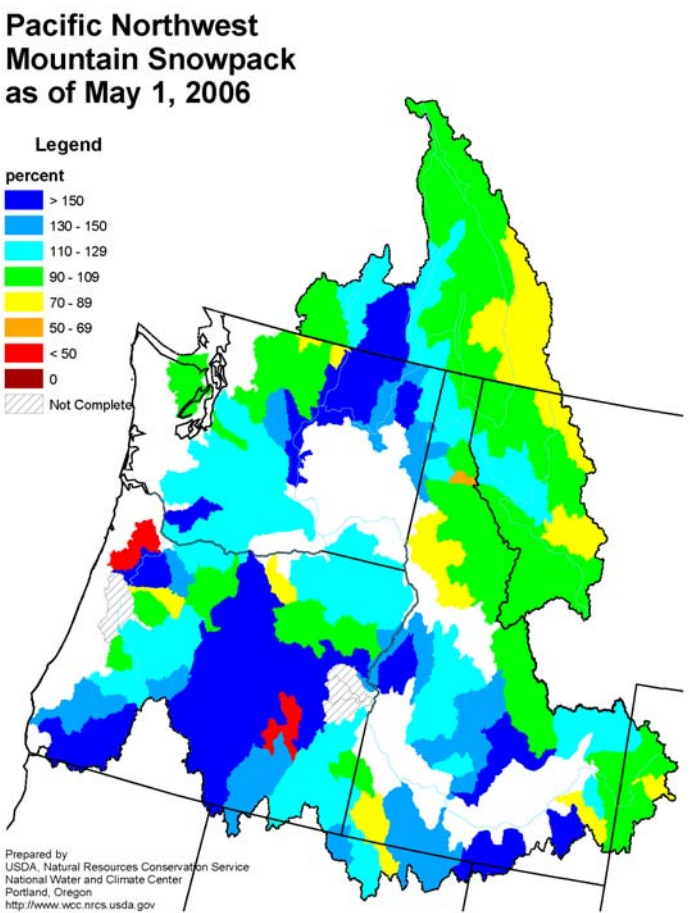 Pacific Northwest
Mountain Snowpack
as of May 1, 2006
Legend
percent
> 150
130 - 150
110 - 129
90 - 109
70 - 89
50 - 69
< 50
0
Not Complete
Prepared by
USDA, Natural Resources Conservation Service
National Water and Climate Center
Portland, Oregon
http://www.wcc.nrcs.usda.gov